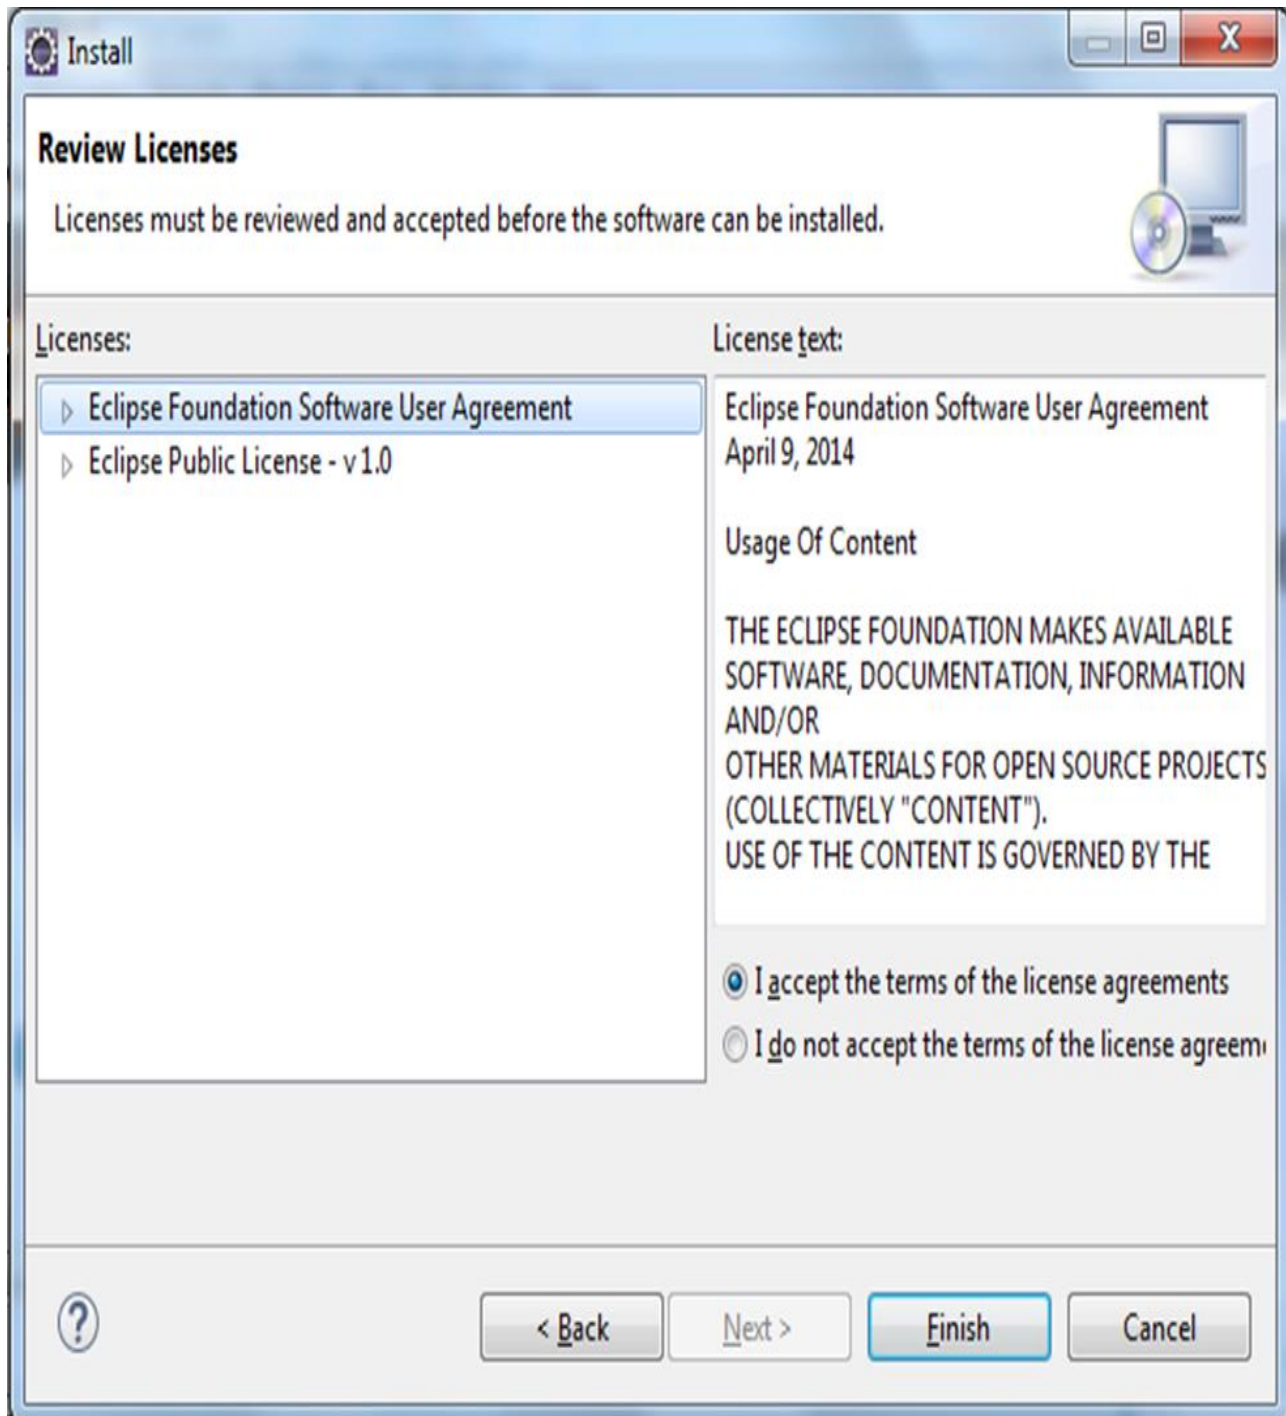 Install
Review Licenses
Licenses must be reviewed and accepted before the software can be installed.
Licenses:
Eclipse Foundation Software User Agreement
Eclipse Public License - v 1.0
License text:
Eclipse Foundation Software User Agreement
April 9, 2014
Usage Of Content
THE ECLIPSE FOUNDATION MAKES AVAILABLE
SOFTWARE, DOCUMENTATION, INFORMATION
AND/OR
OTHER MATERIALS FOR OPEN SOURCE PROJECTS
(COLLECTIVELY "CONTENT").
USE OF THE CONTENT IS GOVERNED BY THE
I accept the terms of the license agreements
I do not accept the terms of the license agreem
?
< Back
Next >
Finish
Cancel